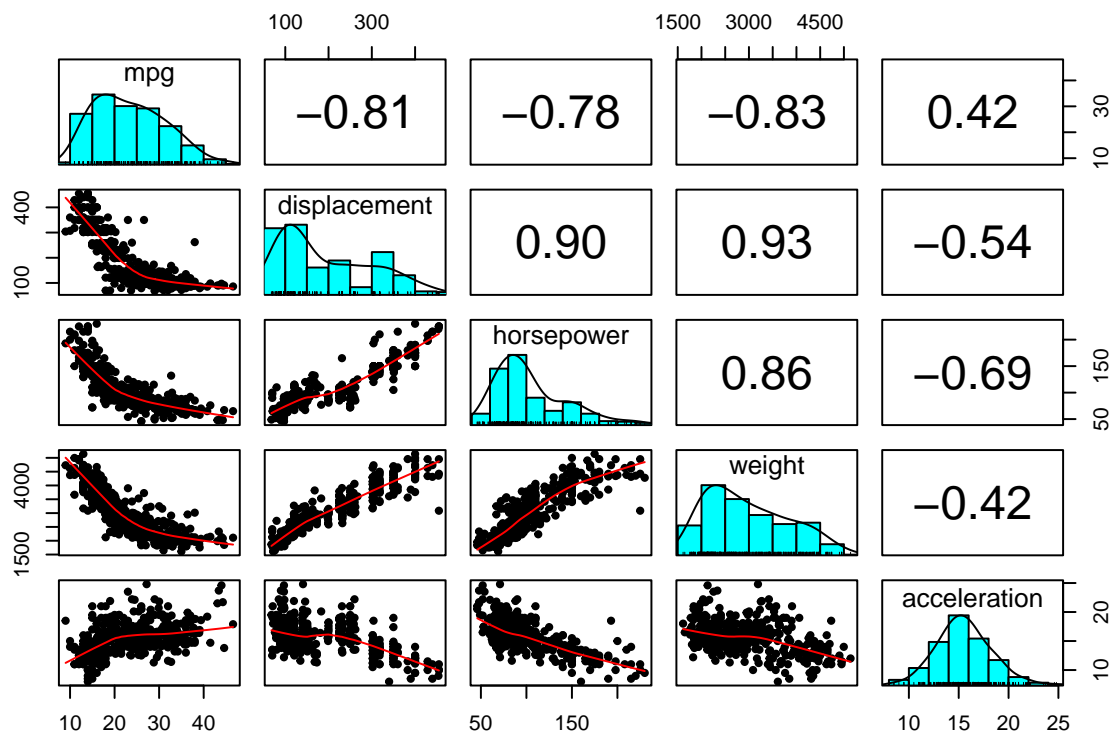 100 300 1500 3000 4500
mpg −0.81 −0.78 −0.83 0.42 10 30
100 400 displacement 0.90 0.93 −0.54
horsepower 0.86 −0.69 50 150
1500 4000 weight −0.42
acceleration 10 20
10 20 30 40 50 150 10 15 20 25